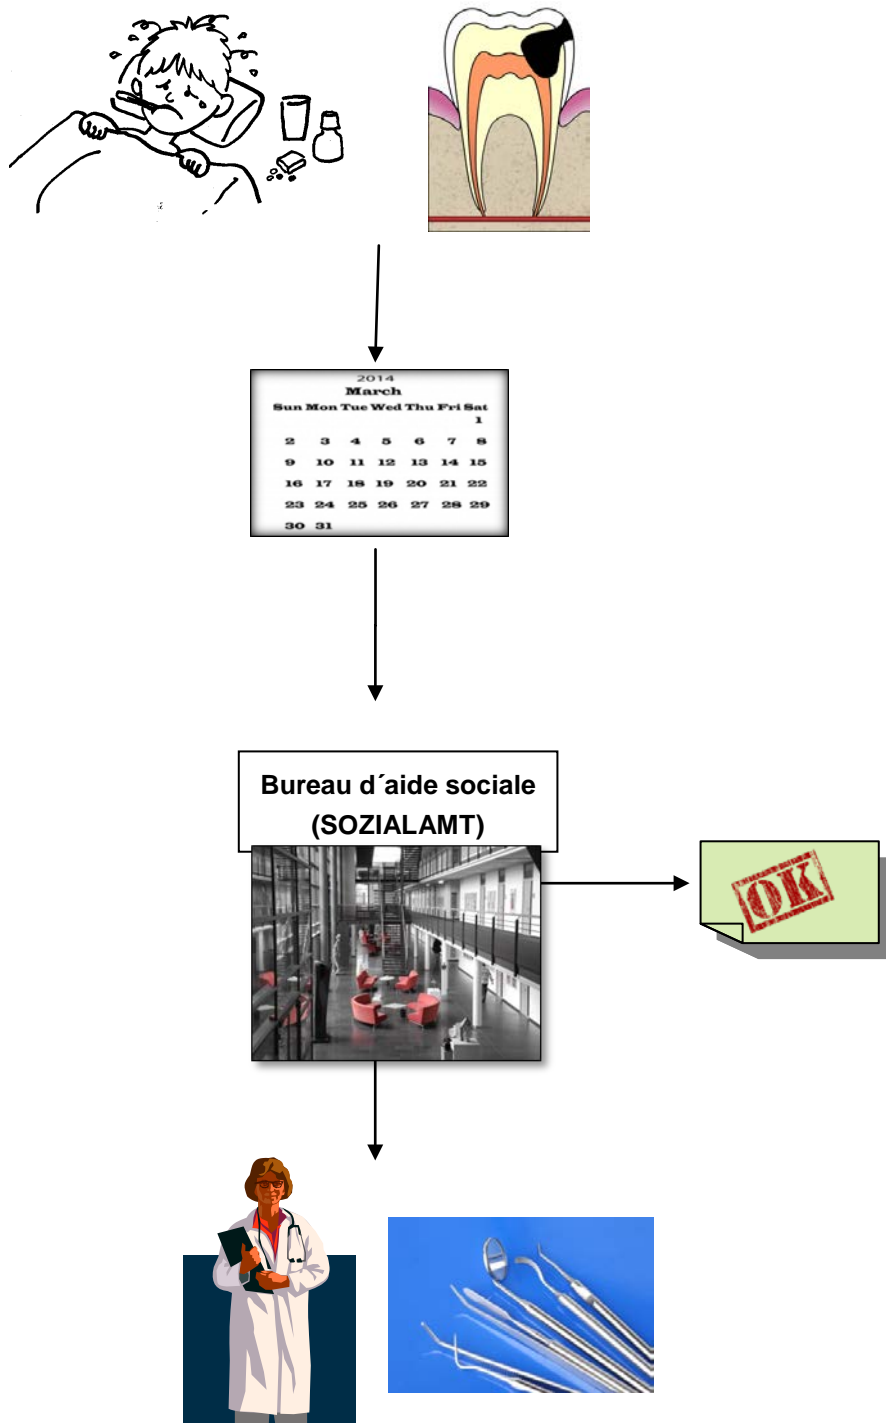 2014
March
Sun Mon Tue Wed Thu Fri Sat
1
2 3 4 5 6 7 8
9 10 11 12 13 14 15
16 17 18 19 20 21 22
23 24 25 26 27 28 29
30 31
Bureau d´aide sociale
(SOZIALAMT)
OK